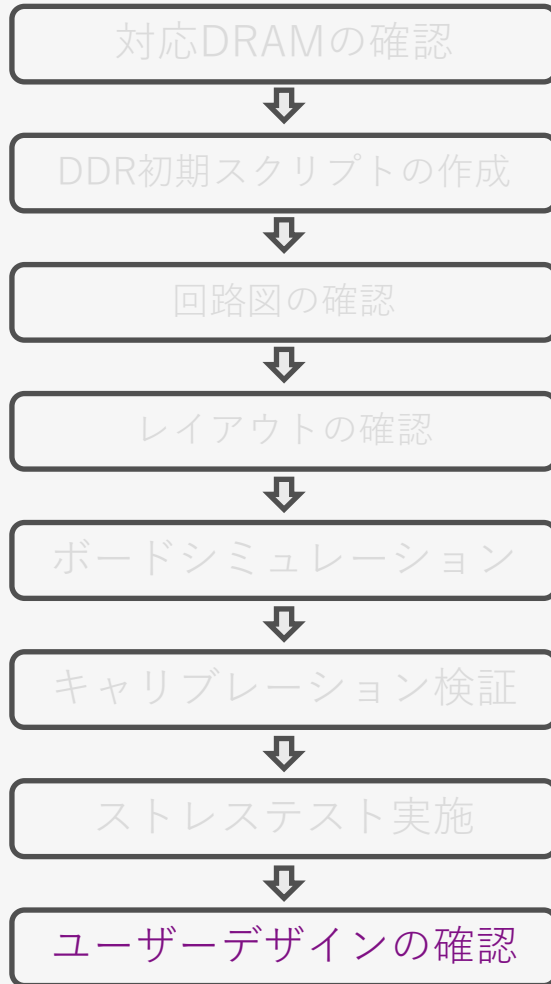 対応DRAMの確認
DDR初期スクリプトの作成
回路図の確認
レイアウトの確認
ボードシミュレーション
キャリブレーション検証
ストレステスト実施
ユーザーデザインの確認